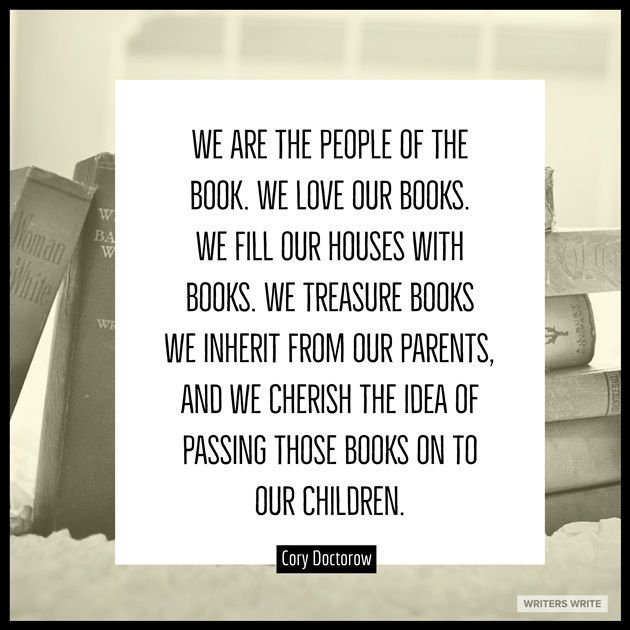 WE ARE THE PEOPLE OF THE
BOOK. WE LOVE OUR BOOKS.
WE FILL OUR HOUSES WITH
BOOKS. WE TREASURE BOOKS
WE INHERIT FROM OUR PARENTS,
AND WE CHERISH THE IDEA OF
PASSING THOSE BOOKS ON TO
OUR CHILDREN.
Cory Doctorow
Woman
White
WRITERS WRITE